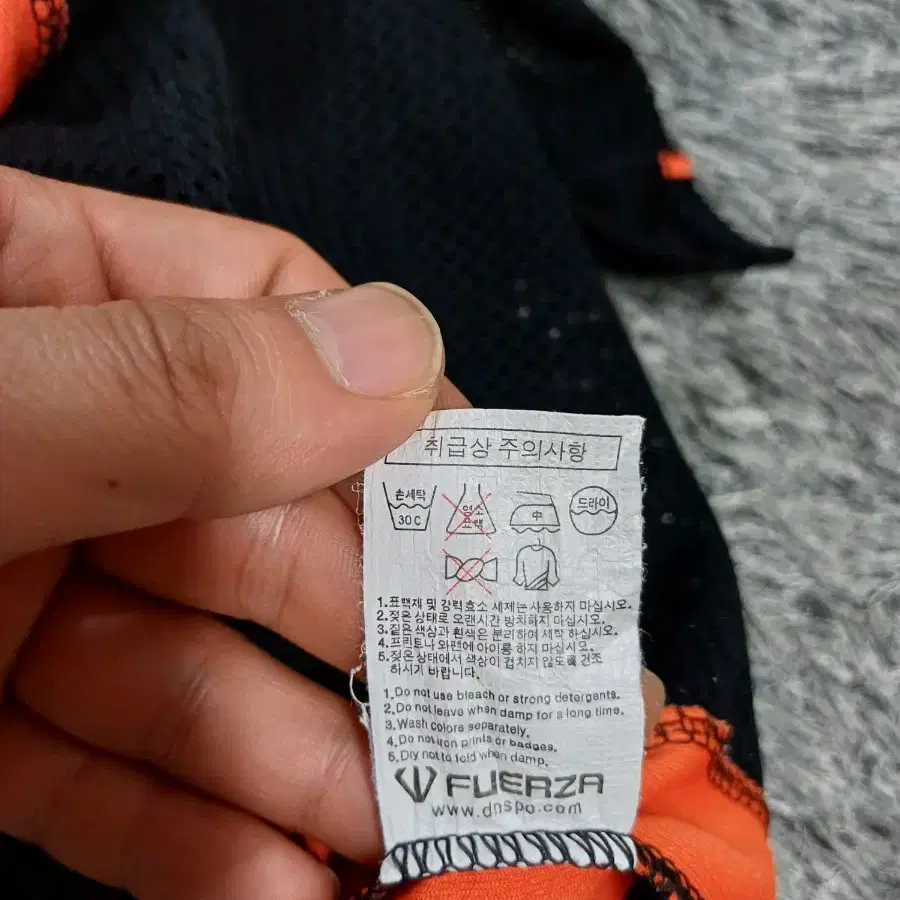 취급상 주의사항
손세탁
30 C
염소
표백
中
드라이
1.표백제 및 강력효소 세제는 사용하지 마십시오.
2.젖은 상태로 오랜시간 방치하지 마십시오.
3.짙은 색상과 흰색은 분리하여 세탁 하십시오.
4.프린트나 와펜에 아이롱 하지 마십시오.
5.젖은 상태에서 색상이 겹치지 않도록 건조
하시기 바랍니다.
1.Do not use bleach or strong detergents.
2.Do not leave when damp for a long time.
3.Wash colors separately.
4.Do not iron prints or badges.
5.Diy not to fold when damp.
FUERZA
www.dnspo.com